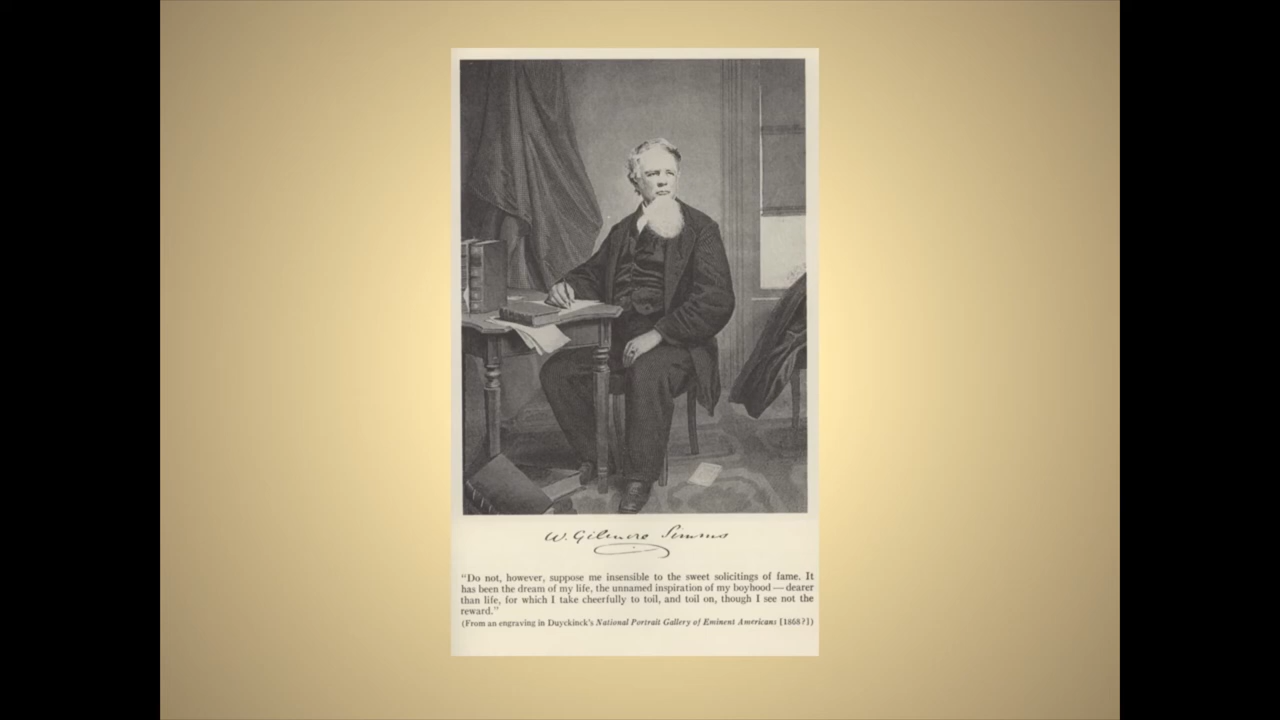 W. Gilmore Simms
"Do not, however, suppose me insensible to the sweet solicitings of fame. It
has been the dream of my life, the unnamed inspiration of my boyhood — dearer
than life, for which I take cheerfully to toil, and toil on, though I see not the
reward."
(From an engraving in Duyckinck's National Portrait Gallery of Eminent Americans [1868?])